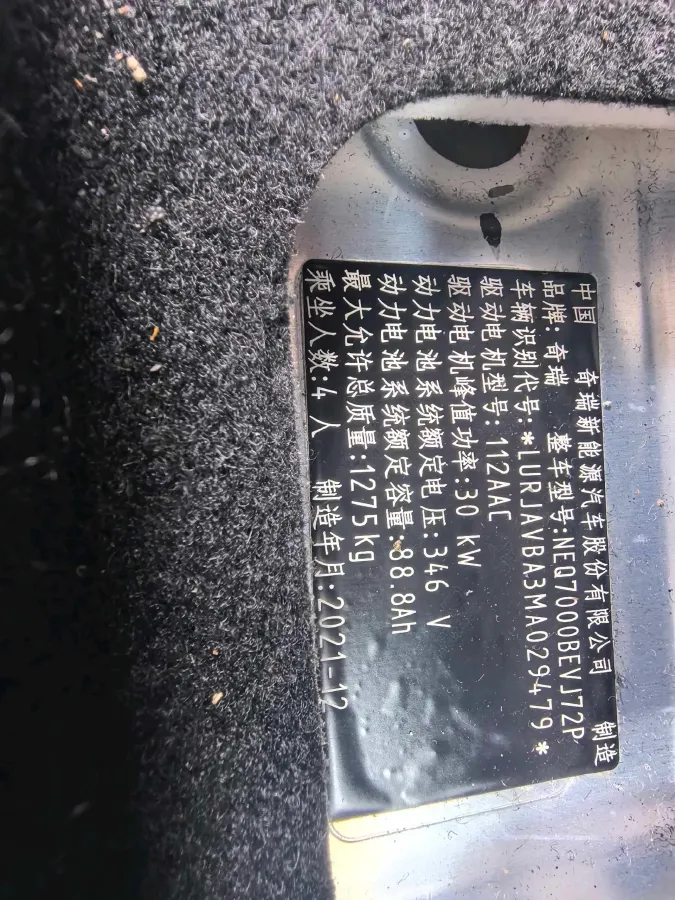 中国 奇瑞新能源汽车股份有限公司 制造
品牌: 奇瑞 整车型号:NEQ7000BEVJ72P
车辆识别代号:*LURJAVBA3MA029479*
驱动电机型号: 112AAC
驱动电机峰值功率:30 kW
动力电池系统额定电压:346 V
动力电池系统额定容量:88.8Ah
最大允许总质量:1275kg
乘坐人数:4 人 制造年月:2021-12